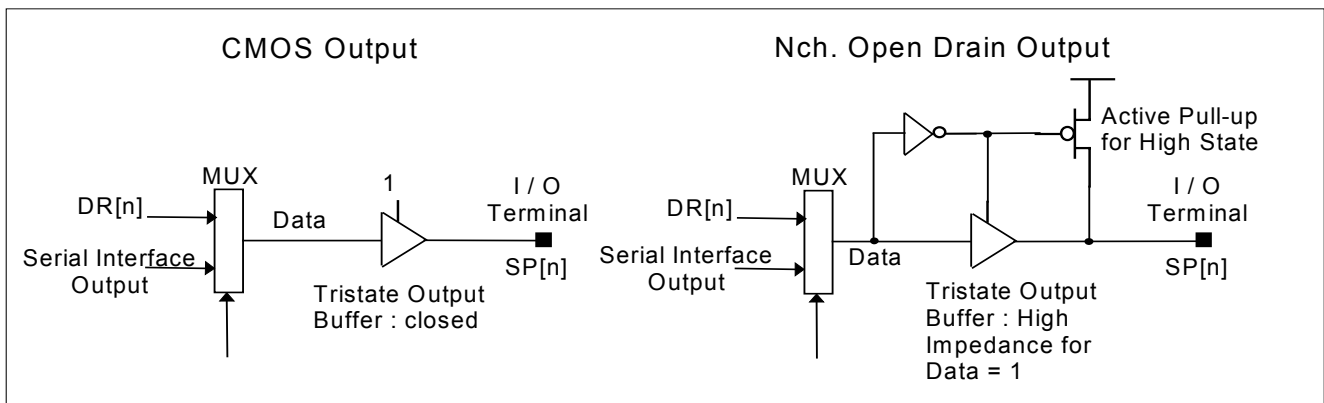 CMOS Output
1
MUX
I / O
Terminal
DR[n]
Data
Serial Interface
Output
SP[n]
Tristate Output
Buffer : closed
Nch. Open Drain Output
Active Pull-up
for High State
MUX
I / O
Terminal
DR[n]
Serial Interface
Output
Data
SP[n]
Tristate Output
Buffer : High
Impedance for
Data = 1